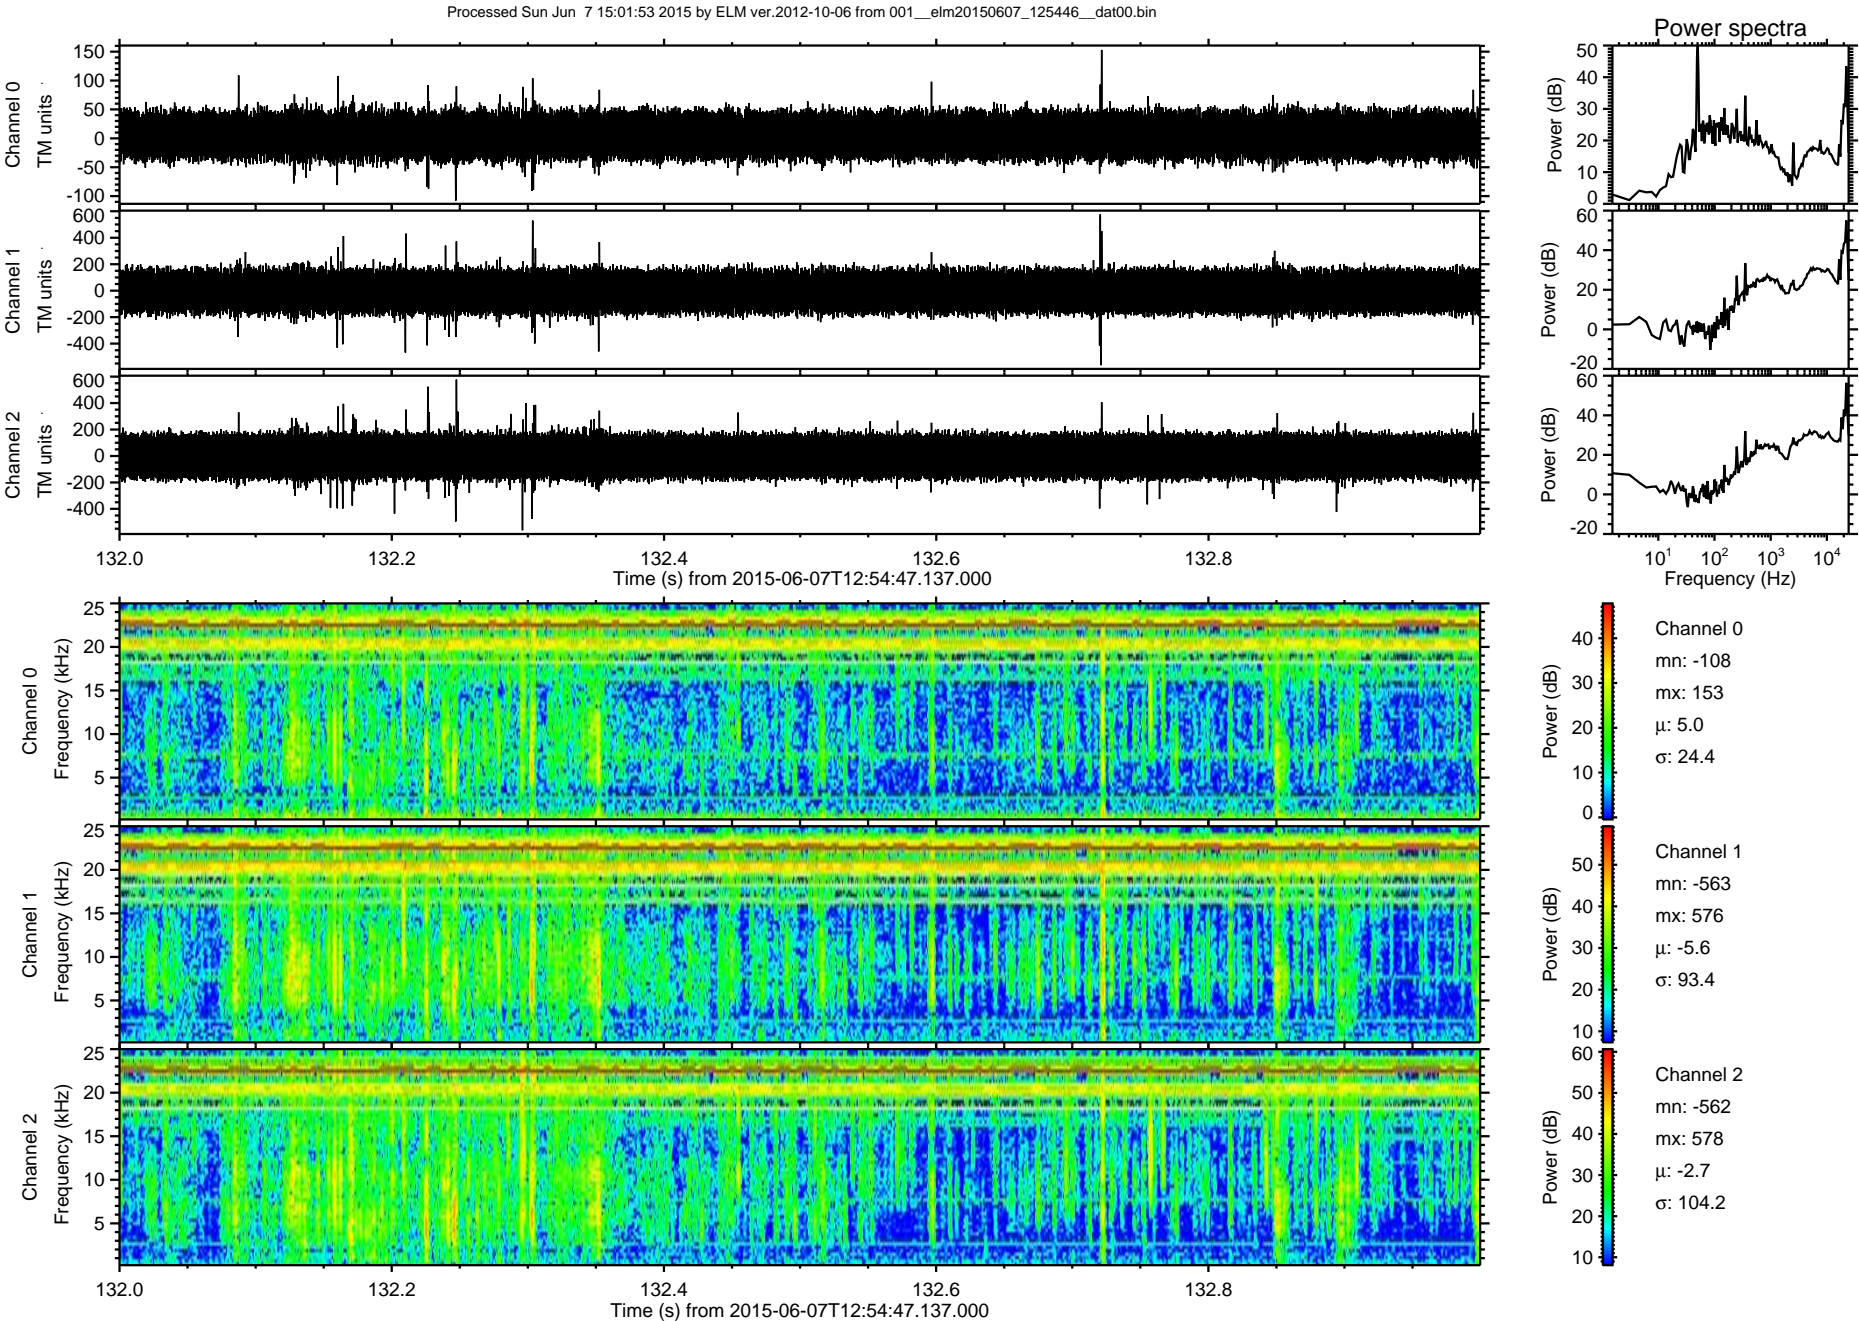 Processed Sun Jun  7 15:01:53 2015 by ELM ver.2012-10-06 from 001__elm20150607_125446__dat00.bin
Power spectra
Channel 0
TM units
150
100
50
0
-50
-100
Power (dB)
50
40
30
20
10
0
Channel 1
TM units
600
400
200
0
-200
-400
Power (dB)
60
40
20
0
-20
Channel 2
TM units
600
400
200
0
-200
-400
Power (dB)
60
40
20
0
-20
132.0 132.2 132.4 132.6 132.8
Time (s) from 2015-06-07T12:54:47.137.000
10¹ 10² 10³ 10⁴
Frequency (Hz)
Channel 0
Frequency (kHz)
25
20
15
10
5
Power (dB)
40
30
20
10
0
Channel 0
mn: -108
mx: 153
μ: 5.0
σ: 24.4
Channel 1
Frequency (kHz)
25
20
15
10
5
Power (dB)
50
40
30
20
10
Channel 1
mn: -563
mx: 576
μ: -5.6
σ: 93.4
Channel 2
Frequency (kHz)
25
20
15
10
5
Power (dB)
60
50
40
30
20
10
Channel 2
mn: -562
mx: 578
μ: -2.7
σ: 104.2
132.0 132.2 132.4 132.6 132.8
Time (s) from 2015-06-07T12:54:47.137.000